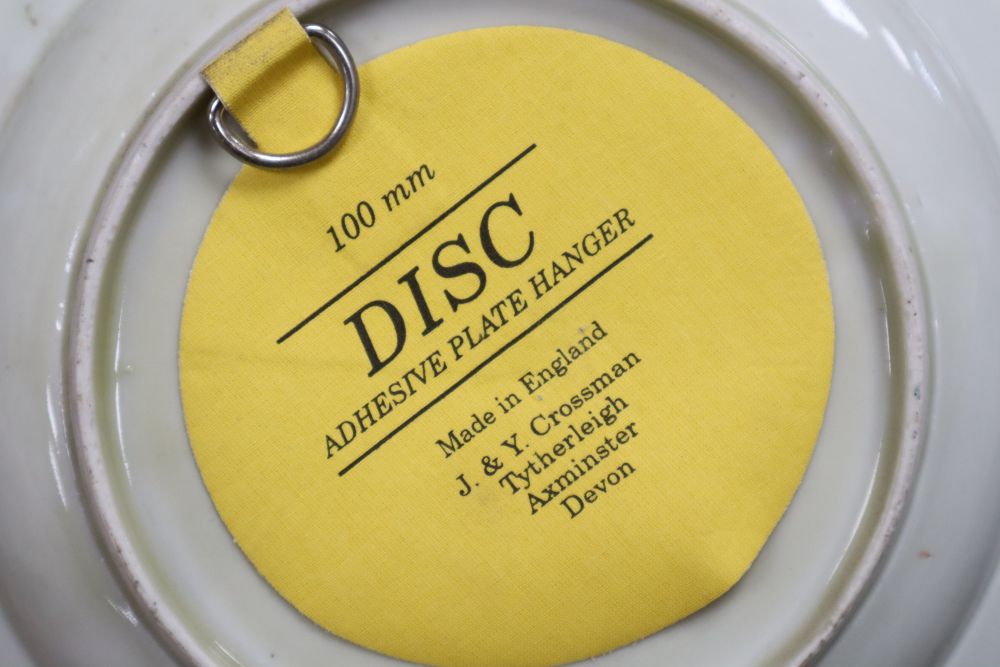 100 mm
DISC
ADHESIVE PLATE HANGER
Made in England
J. & Y. Crossman
Tytherleigh
Axminster
Devon